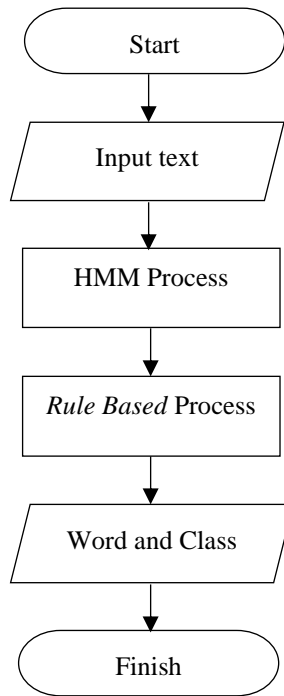 Start
Input text
HMM Process
Rule Based Process
Word and Class
Finish